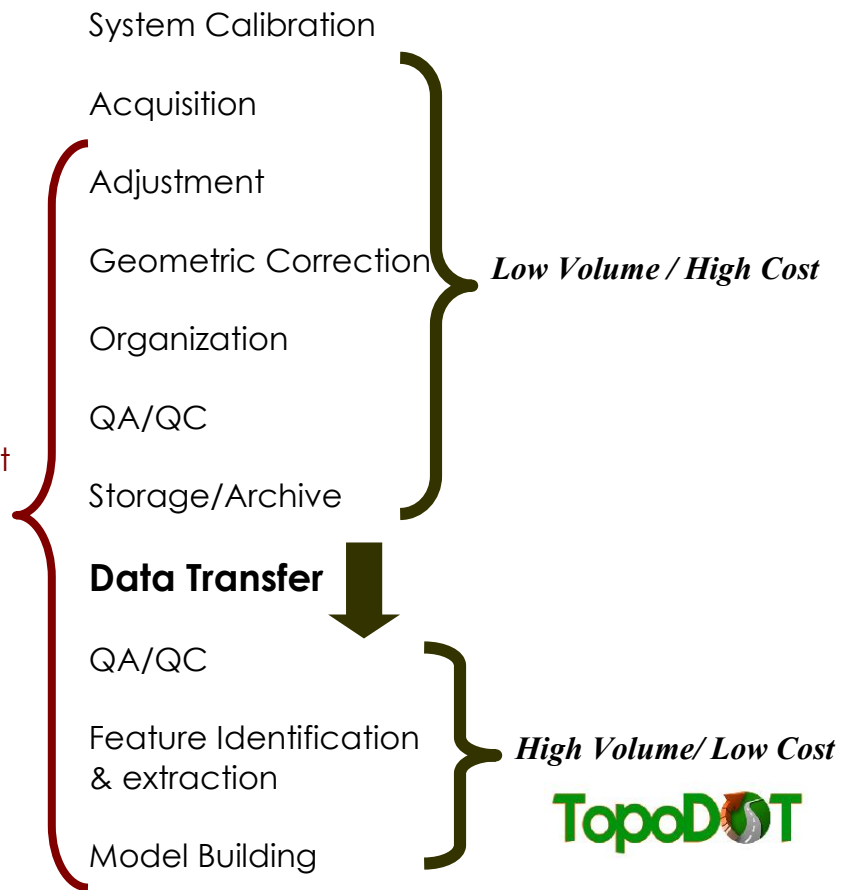 System Calibration
Acquisition
Adjustment
Geometric Correction
Low Volume / High Cost
Organization
QA/QC
t
Storage/Archive
Data Transfer
QA/QC
Feature Identification
& extraction
High Volume/ Low Cost
TopoDOT
Model Building